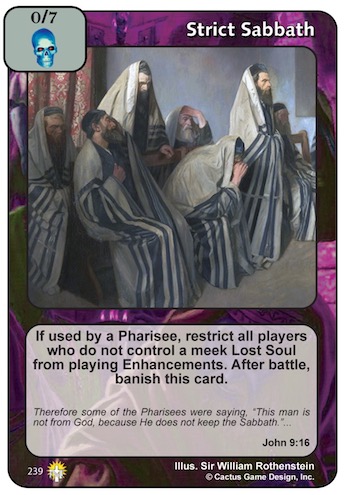 0/7
Strict Sabbath
If used by a Pharisee, restrict all players
who do not control a meek Lost Soul
from playing Enhancements. After battle,
banish this card.
Therefore some of the Pharisees were saying, "This man is
not from God, because He does not keep the Sabbath."...
John 9:16
239
Illus. Sir William Rothenstein
© Cactus Game Design, Inc.